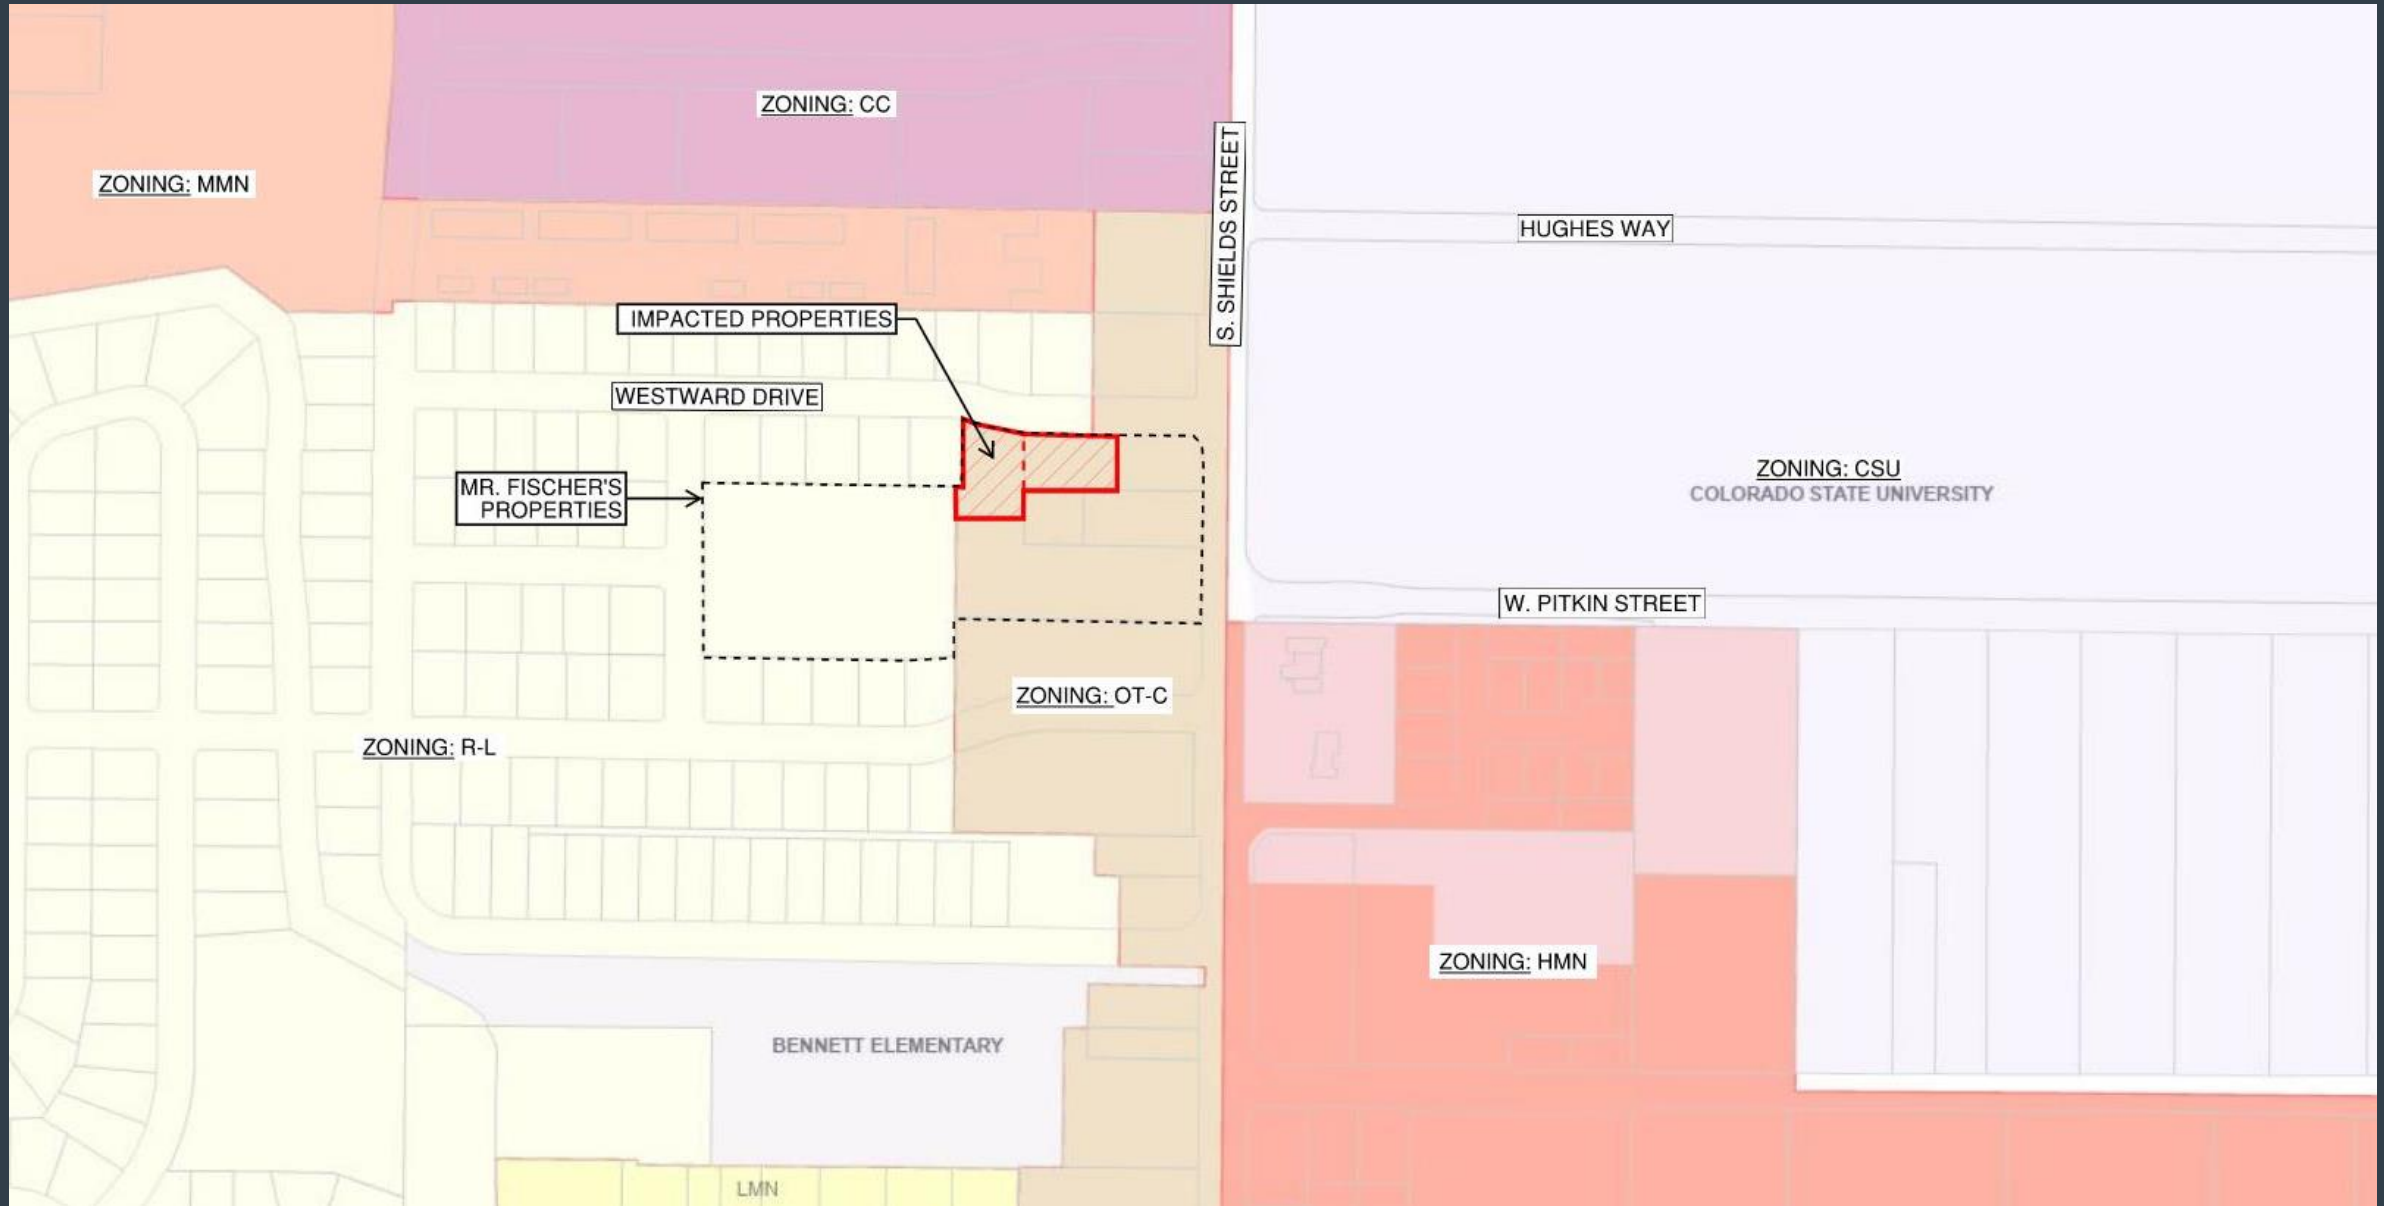 ZONING: CC
ZONING: MMN
S. SHIELDS STREET
HUGHES WAY
IMPACTED PROPERTIES
WESTWARD DRIVE
MR. FISCHER'S
PROPERTIES
ZONING: CSU
COLORADO STATE UNIVERSITY
W. PITKIN STREET
ZONING: OT-C
ZONING: R-L
ZONING: HMN
BENNETT ELEMENTARY
LMN